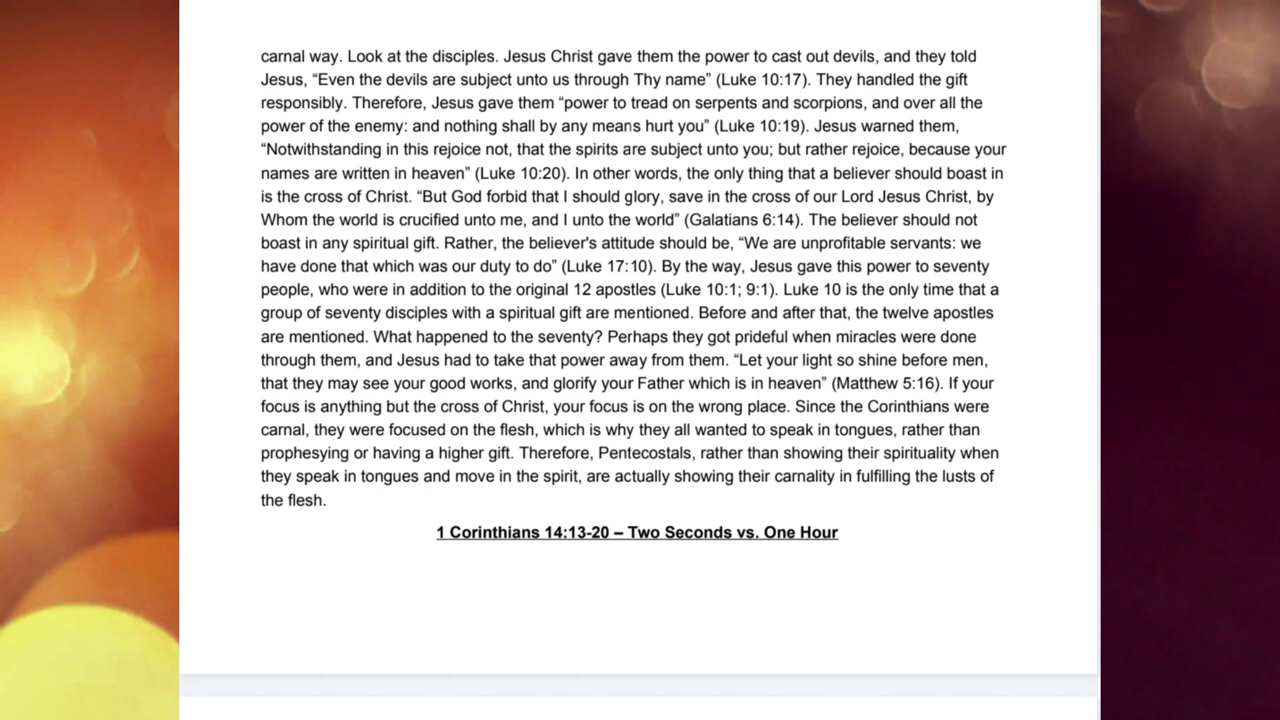 carnal way. Look at the disciples. Jesus Christ gave them the power to cast out devils, and they told
Jesus, “Even the devils are subject unto us through Thy name” (Luke 10:17). They handled the gift
responsibly. Therefore, Jesus gave them “power to tread on serpents and scorpions, and over all the
power of the enemy: and nothing shall by any means hurt you” (Luke 10:19). Jesus warned them,
“Notwithstanding in this rejoice not, that the spirits are subject unto you; but rather rejoice, because your
names are written in heaven” (Luke 10:20). In other words, the only thing that a believer should boast in
is the cross of Christ. “But God forbid that I should glory, save in the cross of our Lord Jesus Christ, by
Whom the world is crucified unto me, and I unto the world” (Galatians 6:14). The believer should not
boast in any spiritual gift. Rather, the believer's attitude should be, “We are unprofitable servants: we
have done that which was our duty to do” (Luke 17:10). By the way, Jesus gave this power to seventy
people, who were in addition to the original 12 apostles (Luke 10:1; 9:1). Luke 10 is the only time that a
group of seventy disciples with a spiritual gift are mentioned. Before and after that, the twelve apostles
are mentioned. What happened to the seventy? Perhaps they got prideful when miracles were done
through them, and Jesus had to take that power away from them. “Let your light so shine before men,
that they may see your good works, and glorify your Father which is in heaven” (Matthew 5:16). If your
focus is anything but the cross of Christ, your focus is on the wrong place. Since the Corinthians were
carnal, they were focused on the flesh, which is why they all wanted to speak in tongues, rather than
prophesying or having a higher gift. Therefore, Pentecostals, rather than showing their spirituality when
they speak in tongues and move in the spirit, are actually showing their carnality in fulfilling the lusts of
the flesh.
1 Corinthians 14:13-20 – Two Seconds vs. One Hour